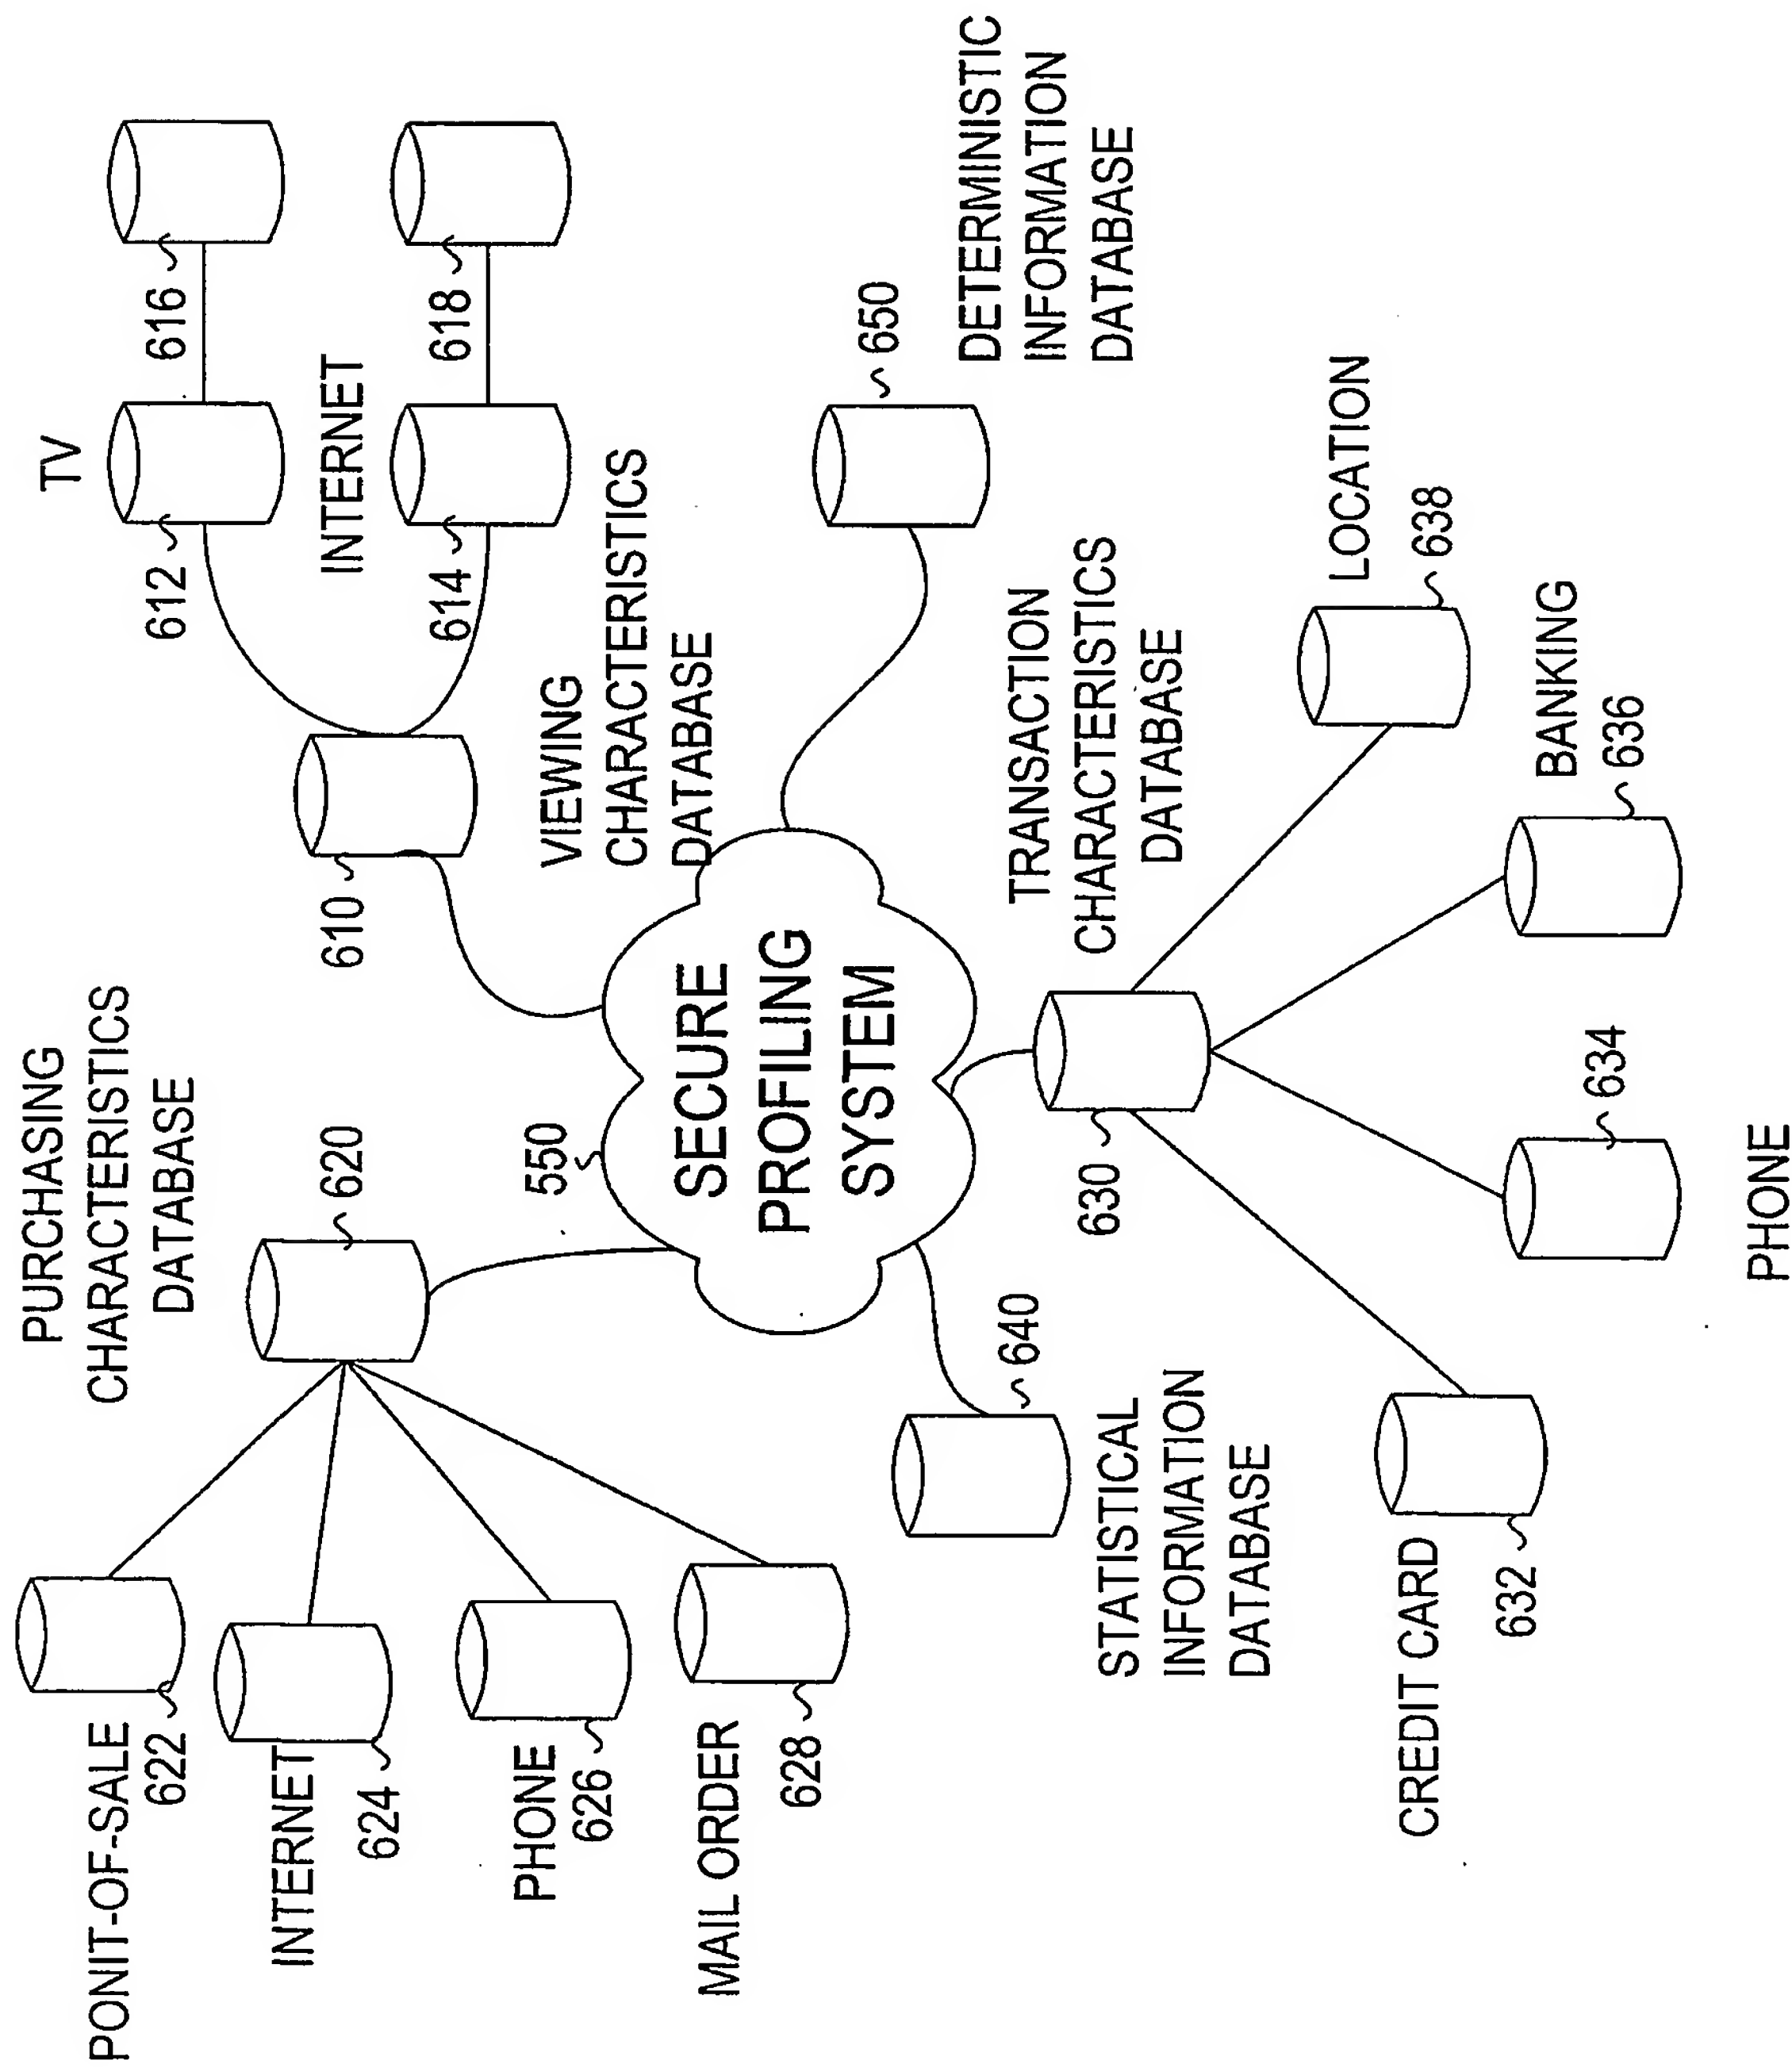 PURCHASING
CHARACTERISTICS
DATABASE
TV
PONIT-OF-SALE
622
620
610
612
616
INTERNET
INTERNET
624
614
618
VIEWING
CHARACTERISTICS
DATABASE
PHONE
626
550
SECURE
PROFILING
SYSTEM
MAIL ORDER
628
650
DETERMINISTIC
INFORMATION
DATABASE
640
STATISTICAL
INFORMATION
DATABASE
630
TRANSACTION
CHARACTERISTICS
DATABASE
LOCATION
638
CREDIT CARD
632
BANKING
636
634
PHONE